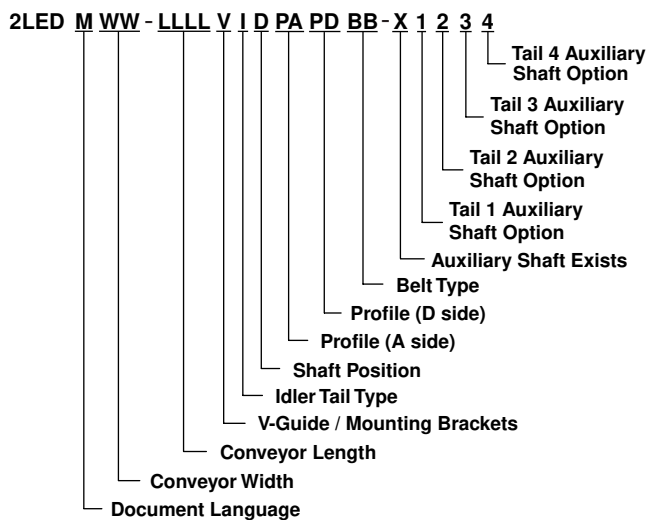 2LED M WW - LLLL V I D PA PD BB - X 1 2 3 4
Tail 4 Auxiliary
Shaft Option
Tail 3 Auxiliary
Shaft Option
Tail 2 Auxiliary
Shaft Option
Tail 1 Auxiliary
Shaft Option
Auxiliary Shaft Exists
Belt Type
Profile (D side)
Profile (A side)
Shaft Position
Idler Tail Type
V-Guide / Mounting Brackets
Conveyor Length
Conveyor Width
Document Language